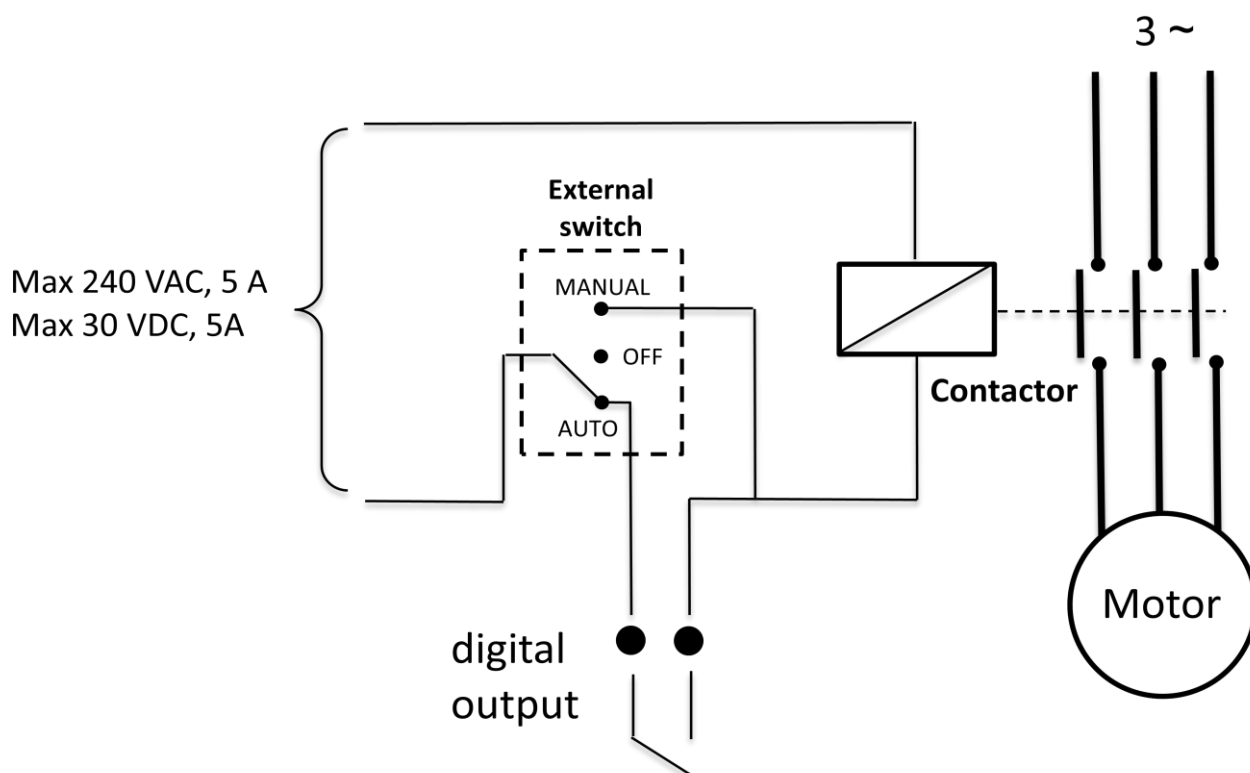 3 ~
External
switch
Max 240 VAC, 5 A
Max 30 VDC, 5A
MANUAL
OFF
AUTO
Contactor
Motor
digital
output